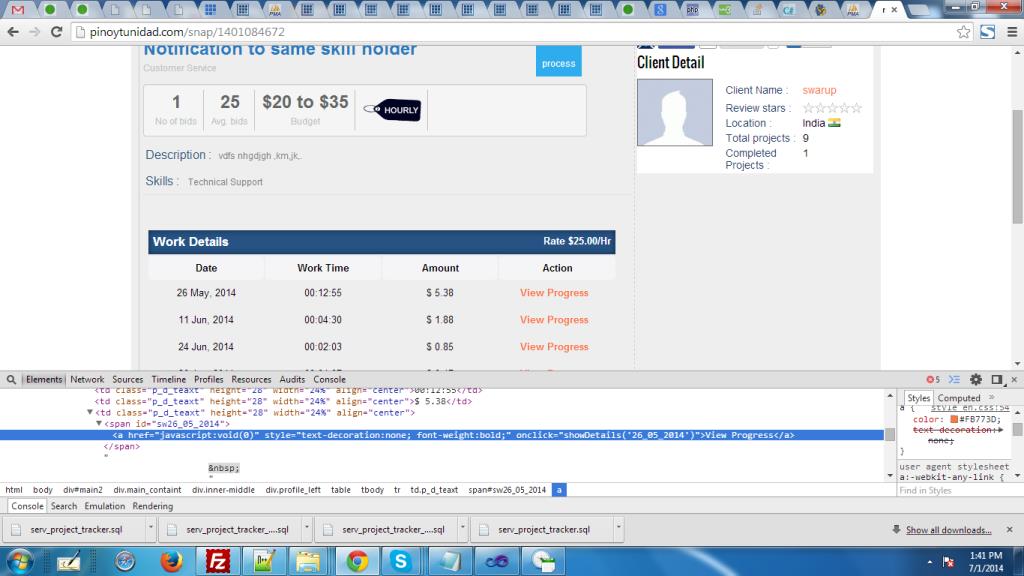 pinoytunidad.com/snap/1401084672
Notification to same skill holder
Customer Service
process
1
No of bids
25
Avg. bids
$20 to $35
Budget
HOURLY
Description : vdfs nhgdjgh ,km,jk,.
Skills : Technical Support
Client Detail
Client Name : swarup
Review stars :
Location : India
Total projects : 9
Completed Projects : 1
Work Details Rate $25.00/Hr
Date Work Time Amount Action
26 May, 2014 00:12:55 $ 5.38 View Progress
11 Jun, 2014 00:04:30 $ 1.88 View Progress
24 Jun, 2014 00:02:03 $ 0.85 View Progress
Elements Network Sources Timeline Profiles Resources Audits Console 5
<td class="p_d_teaxt" height="28" width="24%" align="center">00:12:55</td>
<td class="p_d_teaxt" height="28" width="24%" align="center">$ 5.38</td>
<td class="p_d_teaxt" height="28" width="24%" align="center">
<span id="sw26_05_2014">
<a href="javascript:void(0)" style="text-decoration:none; font-weight:bold;" onclick="showDetails('26_05_2014')">View Progress</a>
</span>
"
&nbsp;
"
Styles Computed »
a { style_en.css:54
color: #FB773D;
text-decoration: none;
}
user agent stylesheet
a:-webkit-any-link {
Find in Styles
html body div#main2 div.main_containt div.inner-middle div.profile_left table tbody tr td.p_d_teaxt span#sw26_05_2014 a
Console Search Emulation Rendering
serv_project_tracker.sql serv_project_tracker_....sql serv_project_tracker_....sql serv_project_tracker.sql Show all downloads...
1:41 PM
7/1/2014